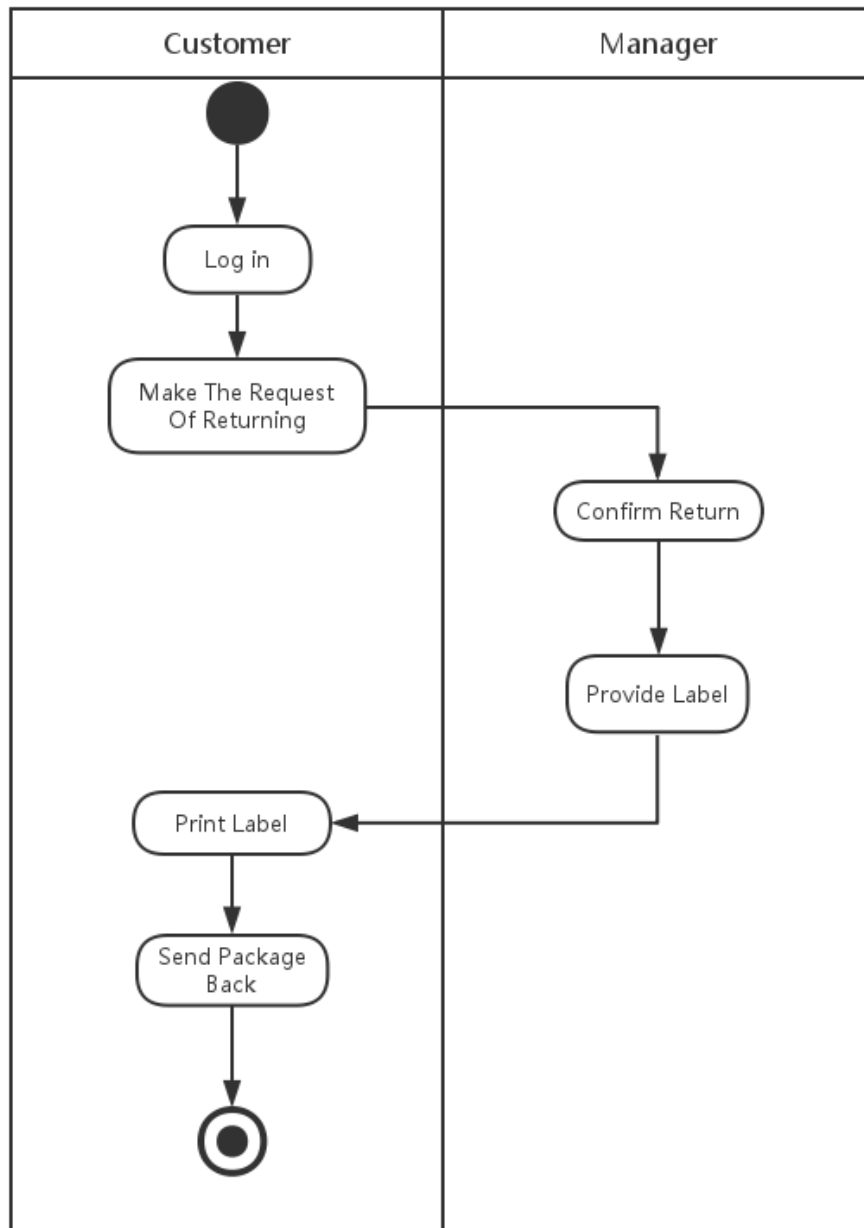 Customer
Manager
Log in
Make The Request
Of Returning
Confirm Return
Provide Label
Print Label
Send Package
Back